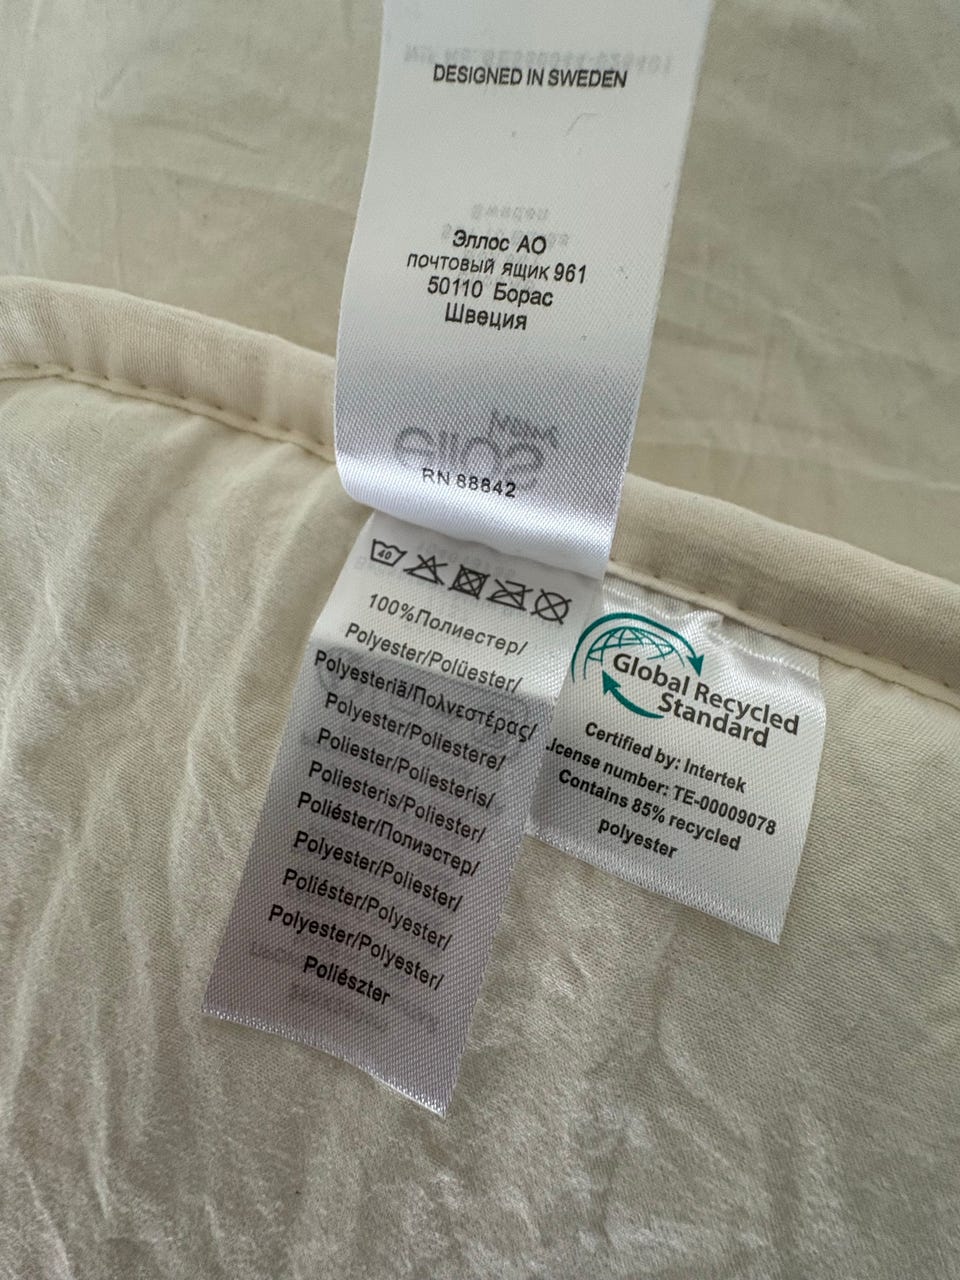 DESIGNED IN SWEDEN
Эллос АО
почтовый ящик 961
50110 Борас
Швеция
ellos
RN 88842
40
100%Полиестер/
Polyester/Polüester/
Polyesteriä/Πολυεστέρας/
Polyester/Poliestere/
Poliester/Poliesteris/
Poliesteris/Poliester/
Poliéster/Полиэстер/
Polyester/Poliester/
Poliéster/Polyester/
Polyester/Polyester/
Poliészter
Global Recycled
Standard
Certified by: Intertek
License number: TE-00009078
Contains 85% recycled
polyester